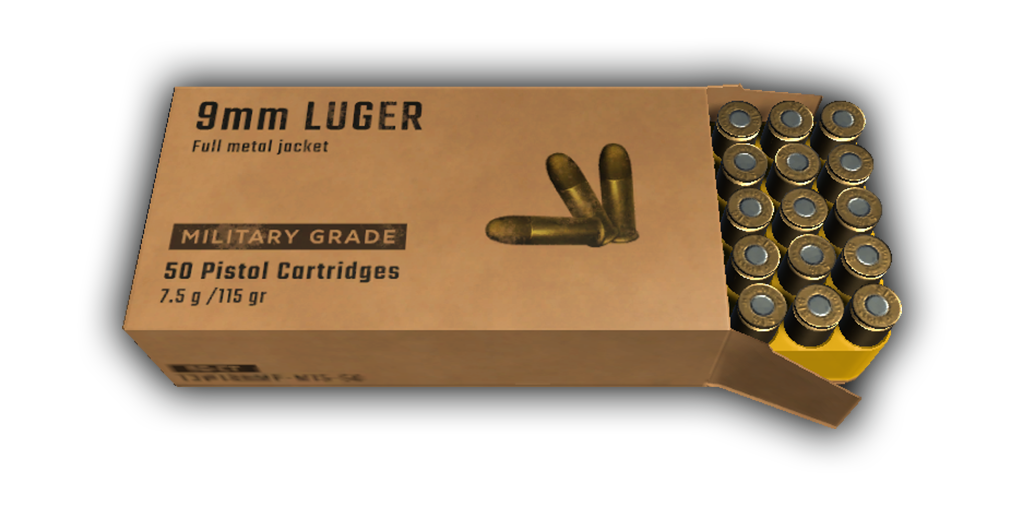 9mm LUGER
Full metal jacket
MILITARY GRADE
50 Pistol Cartridges
7.5 g /115 gr